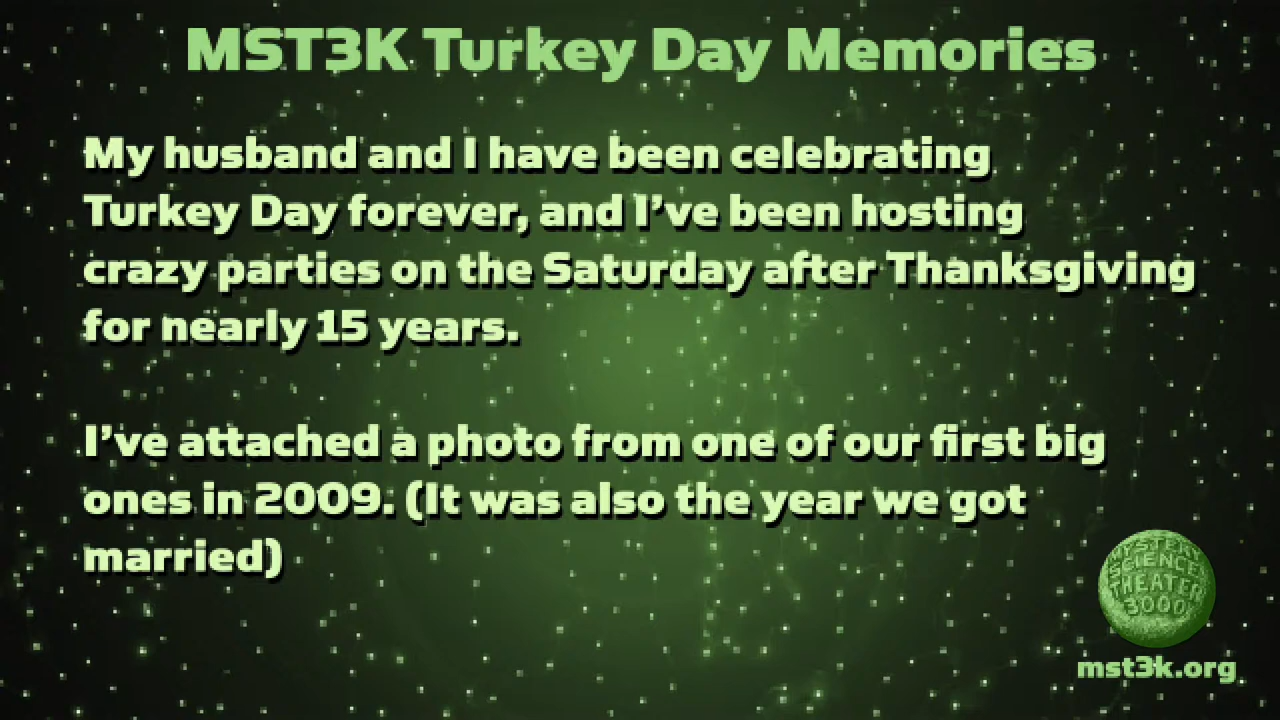 MST3K Turkey Day Memories
My husband and I have been celebrating
Turkey Day forever, and I’ve been hosting
crazy parties on the Saturday after Thanksgiving
for nearly 15 years.
I’ve attached a photo from one of our first big
ones in 2009. (It was also the year we got
married)
MYSTERY
SCIENCE
THEATER
3000
mst3k.org